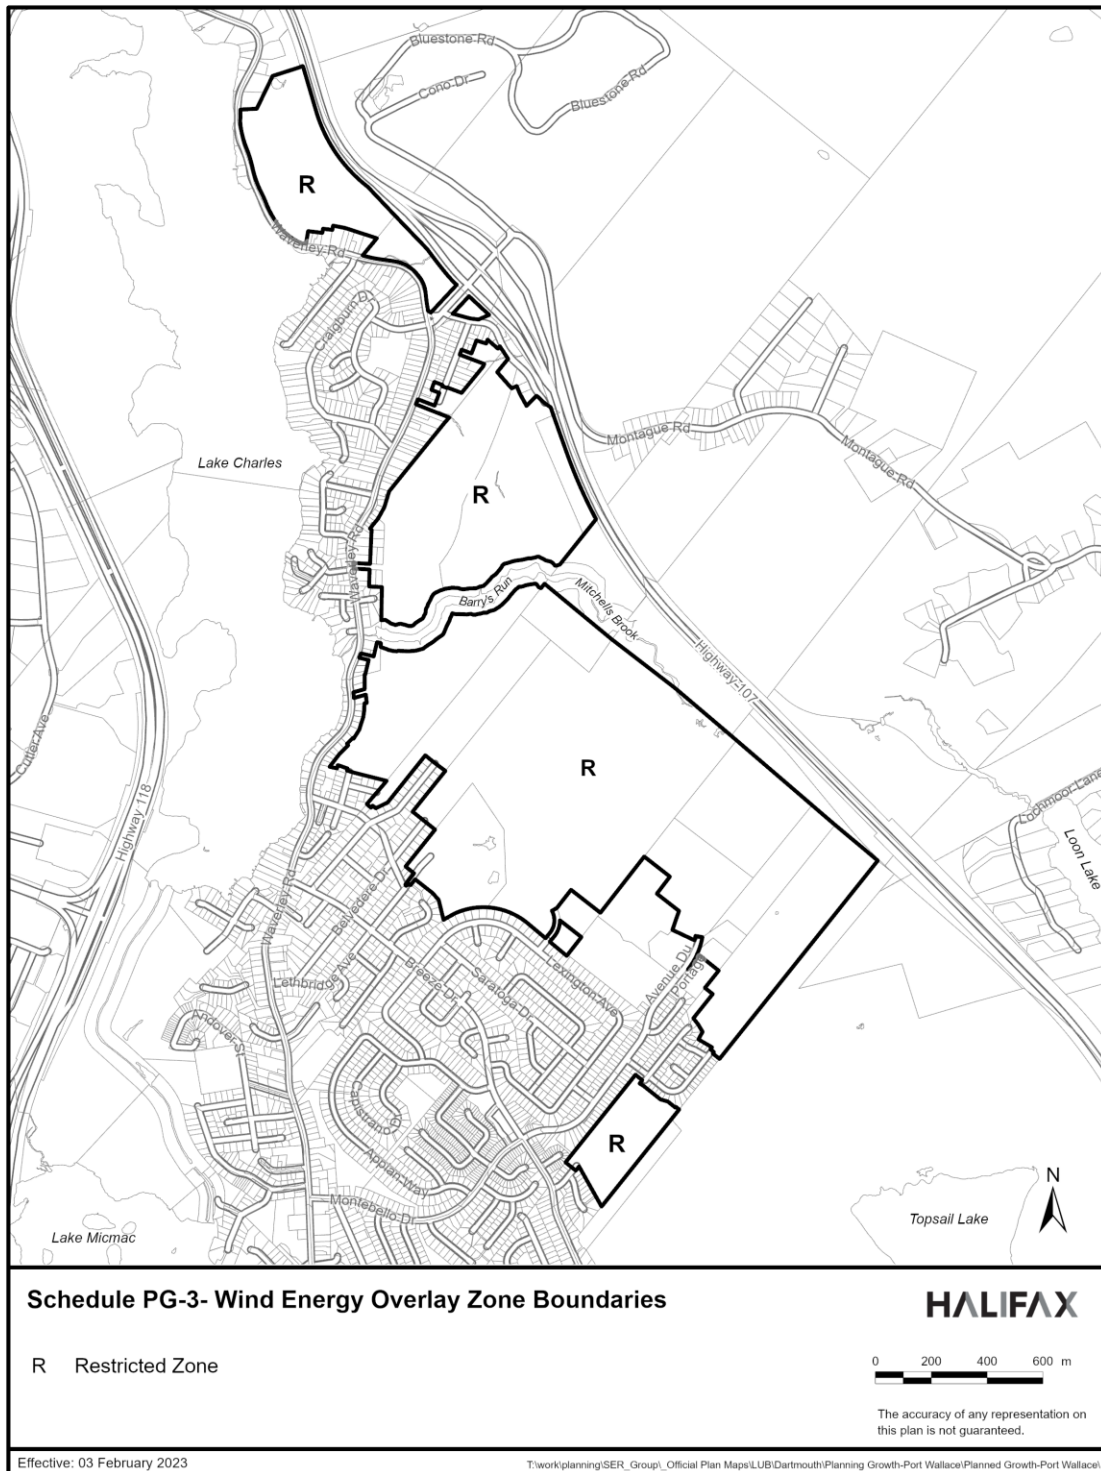 Bluestone Rd
Cono Dr
Bluestone Rd
R
Waverley Rd
Craigburn Dr
Montague Rd
Montague Rd
Lake Charles
R
Waverley Rd
Barry's Run
Mitchells Brook
Highway 107
Cutler Ave
Highway 118
R
Lochmoor Lane
Loon Lake
Belvedere Dr
Waverley Rd
Lethbridge Ave
Breeze Dr
Saratoga Dr
Lexington Ave
Avenue Du
Portage
Andover St
Capistrano Dr
Appian Way
R
Montebello Dr
N
Lake Micmac
Topsail Lake
Schedule PG-3- Wind Energy Overlay Zone Boundaries
HALIFAX
R Restricted Zone
0 200 400 600 m
The accuracy of any representation on
this plan is not guaranteed.
Effective: 03 February 2023
T:\work\planning\SER_Group\_Official Plan Maps\LUB\Dartmouth\Planning Growth-Port Wallace\Planned Growth-Port Wallace\